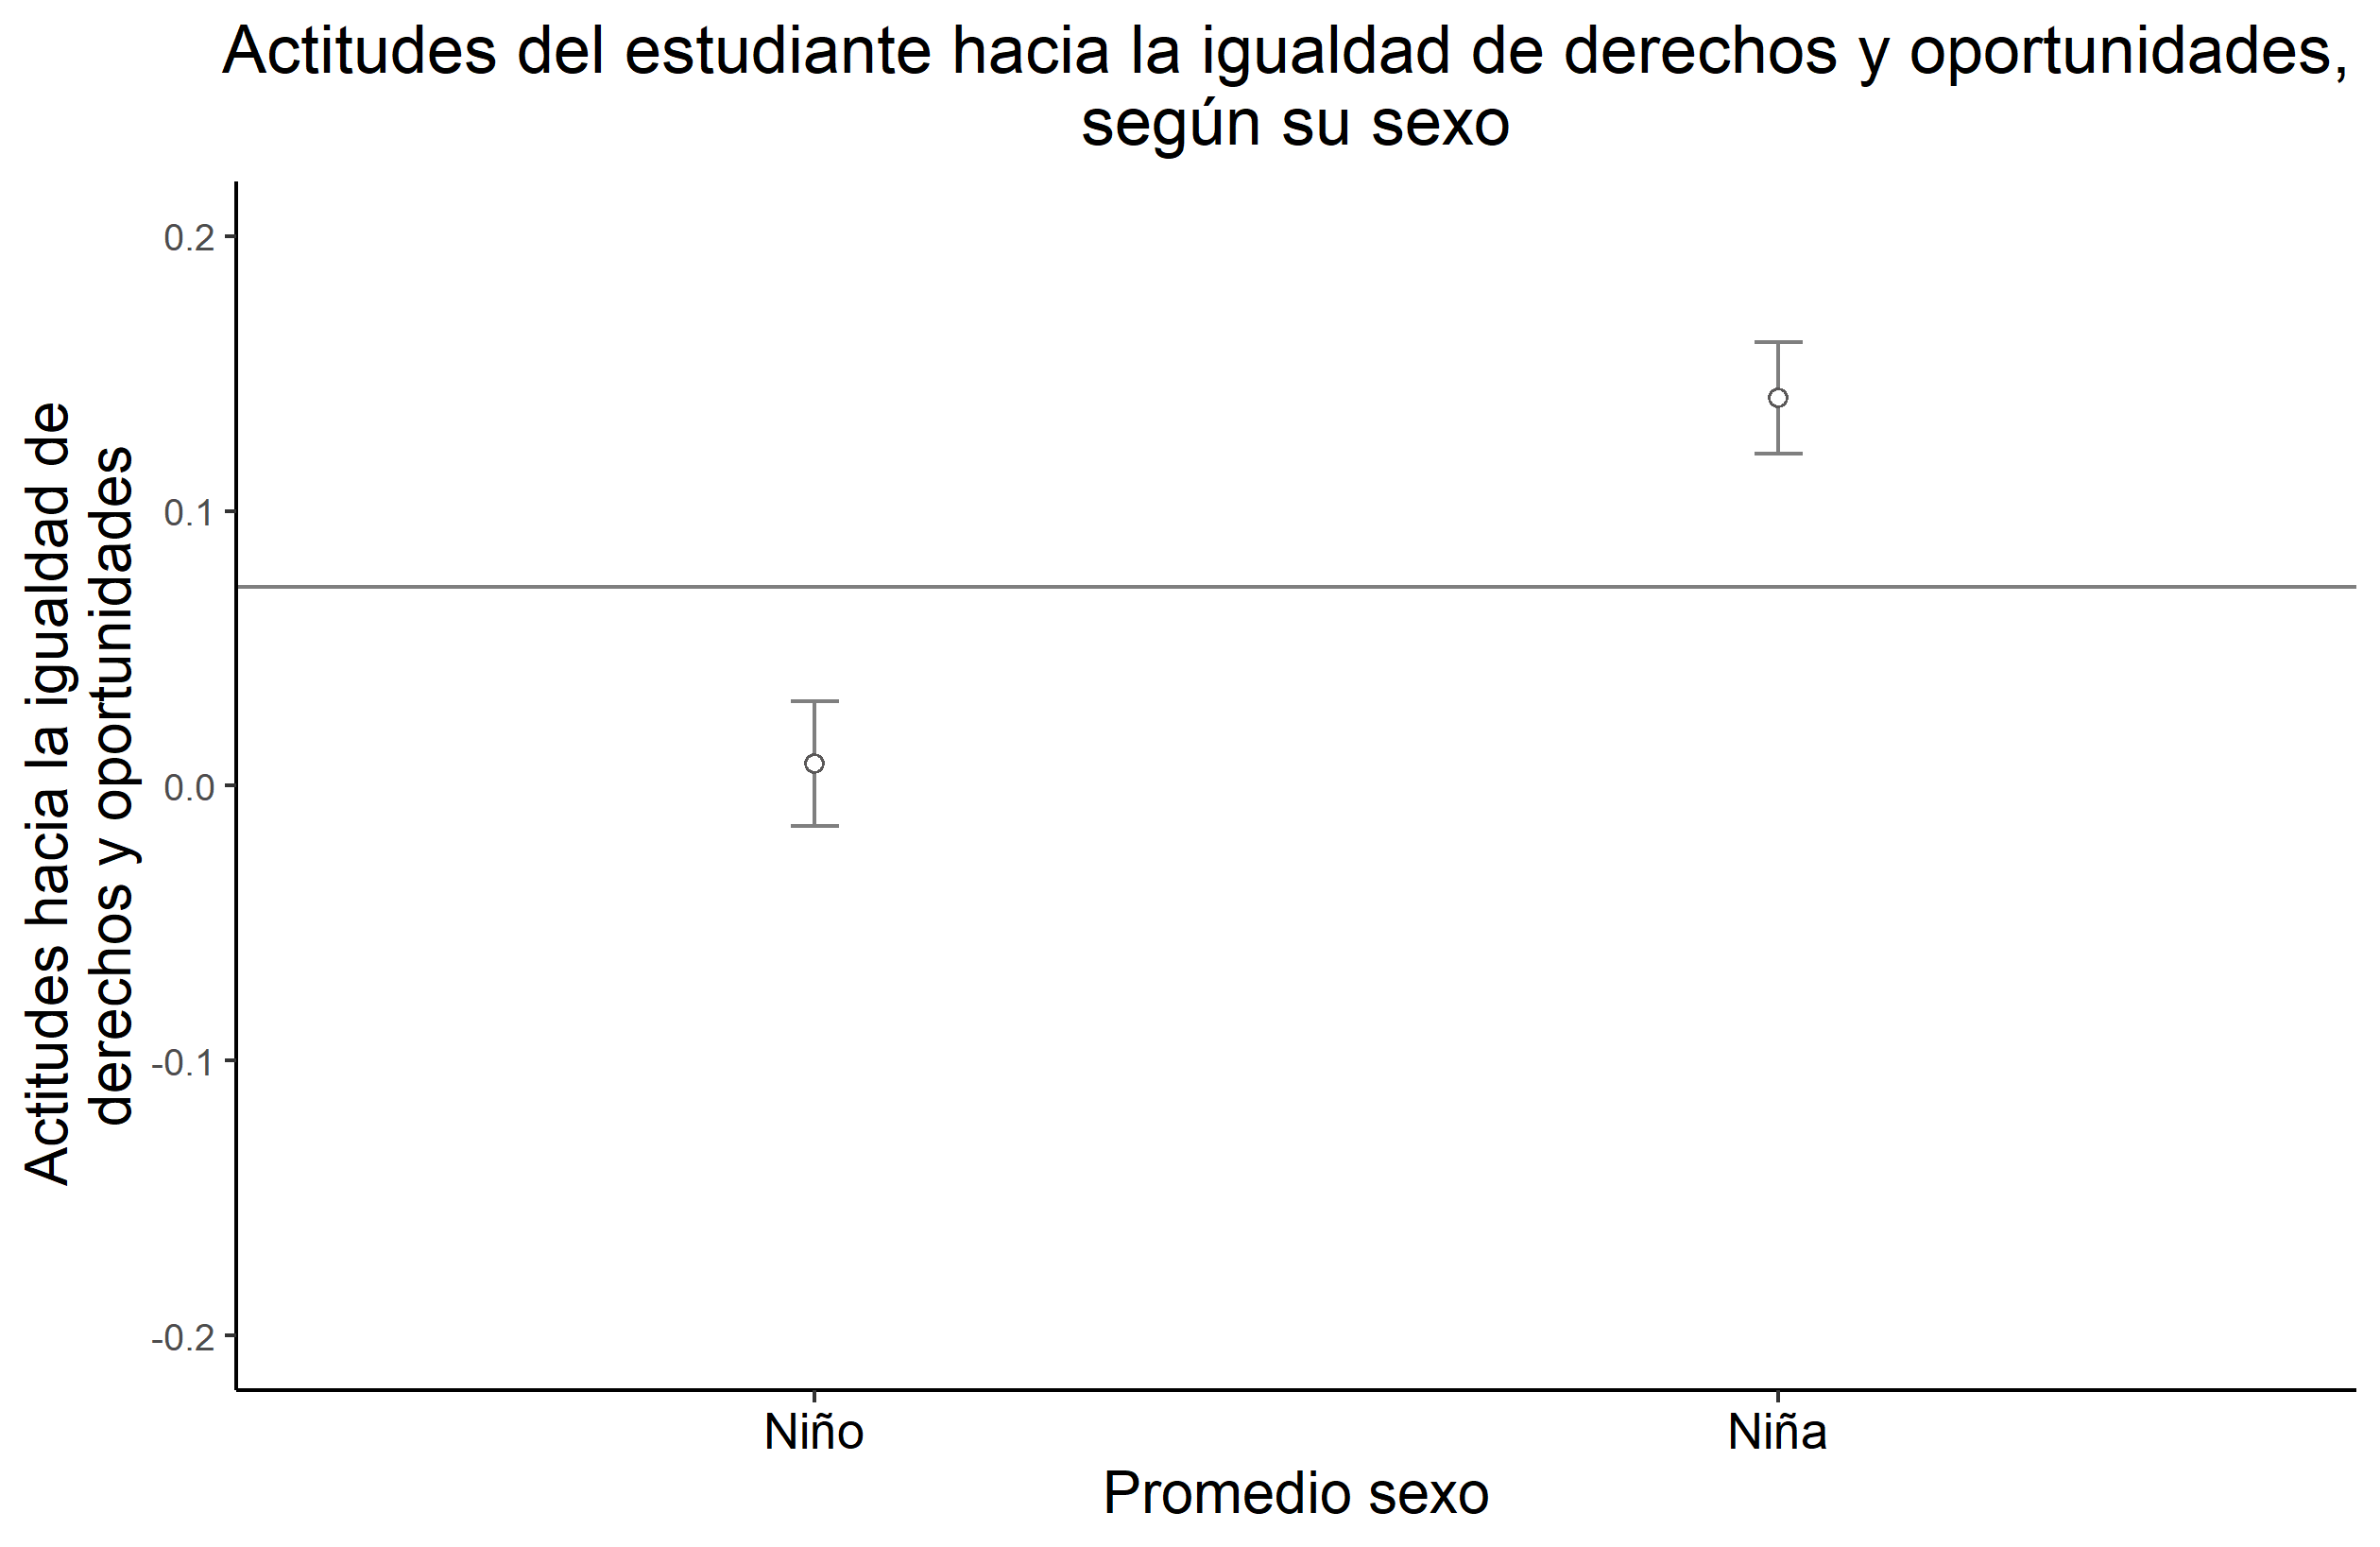 Actitudes del estudiante hacia la igualdad de derechos y oportunidades,
según su sexo
Actitudes hacia la igualdad de
derechos y oportunidades
0.2
0.1
0.0
-0.1
-0.2
Niño
Niña
Promedio sexo